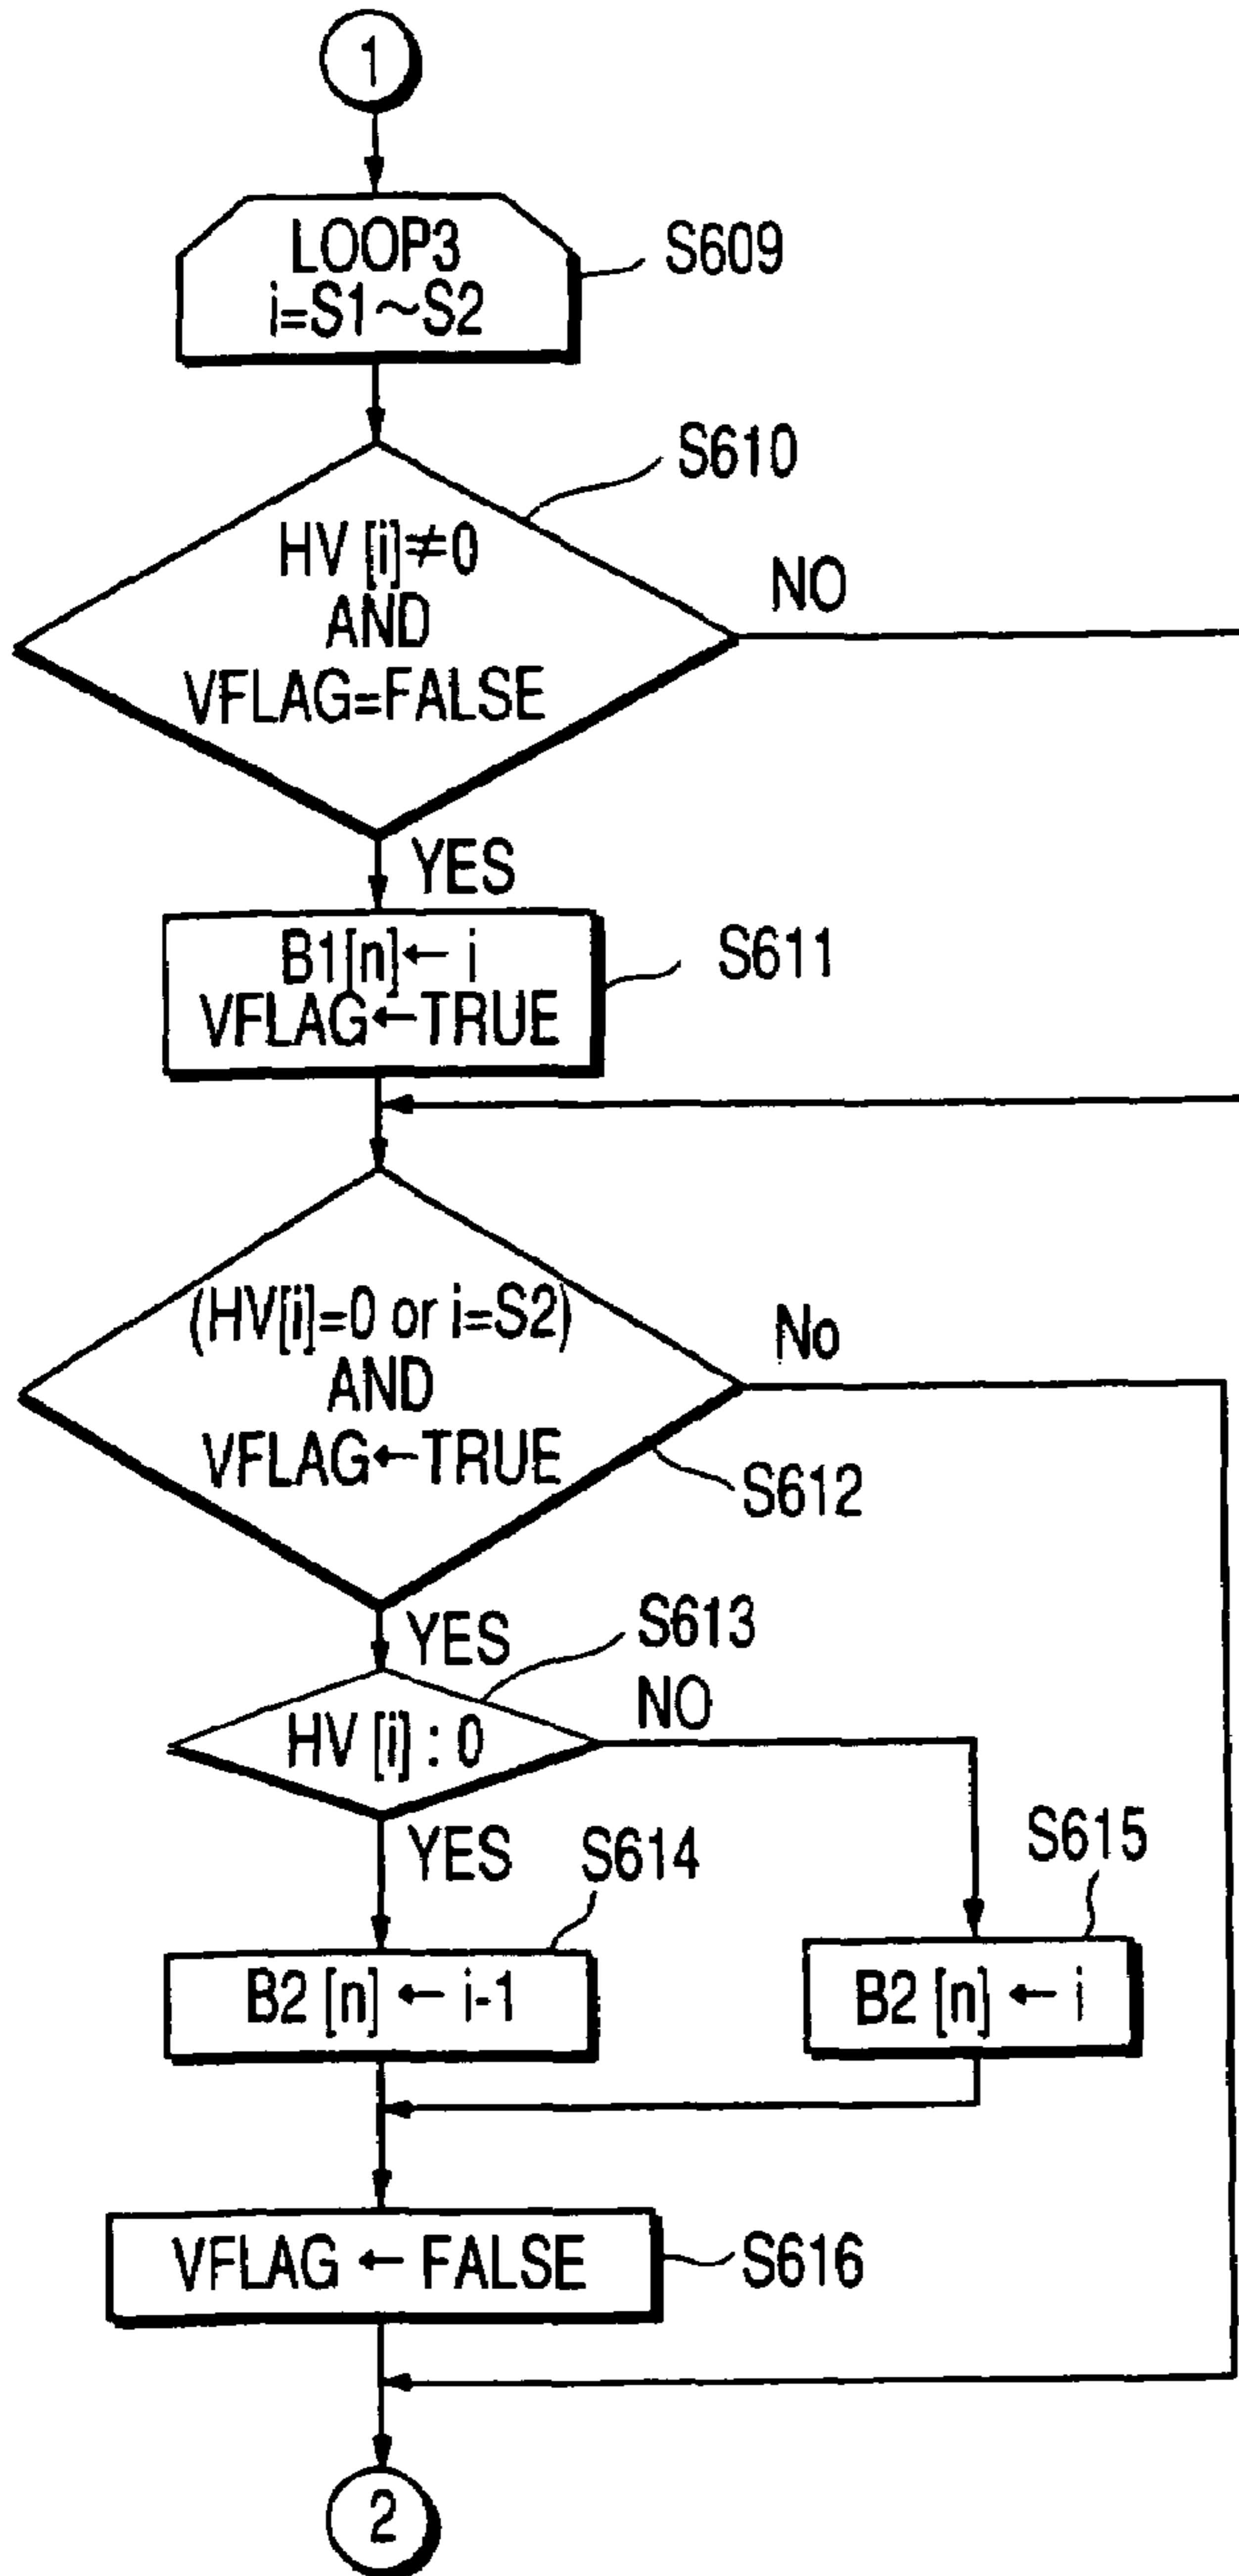 1
LOOP3
i=S1~S2
S609
S610
HV [i]≠0
AND
VFLAG=FALSE
NO
YES
B1[n]← i
VFLAG←TRUE
S611
(HV[i]=0 or i=S2)
AND
VFLAG←TRUE
No
S612
YES
S613
HV [i] : 0
NO
YES
S614
S615
B2 [n] ← i-1
B2 [n] ← i
VFLAG ← FALSE
S616
2